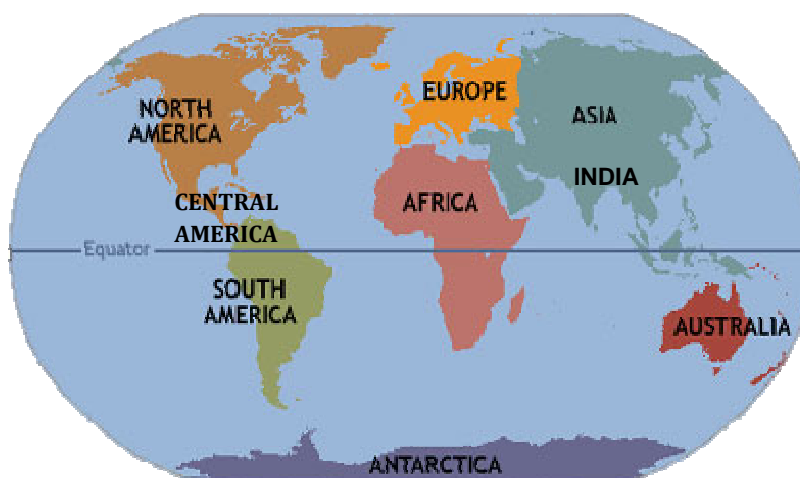 EUROPE
NORTH
AMERICA
ASIA
INDIA
CENTRAL
AMERICA
AFRICA
Equator
SOUTH
AMERICA
AUSTRALIA
ANTARCTICA